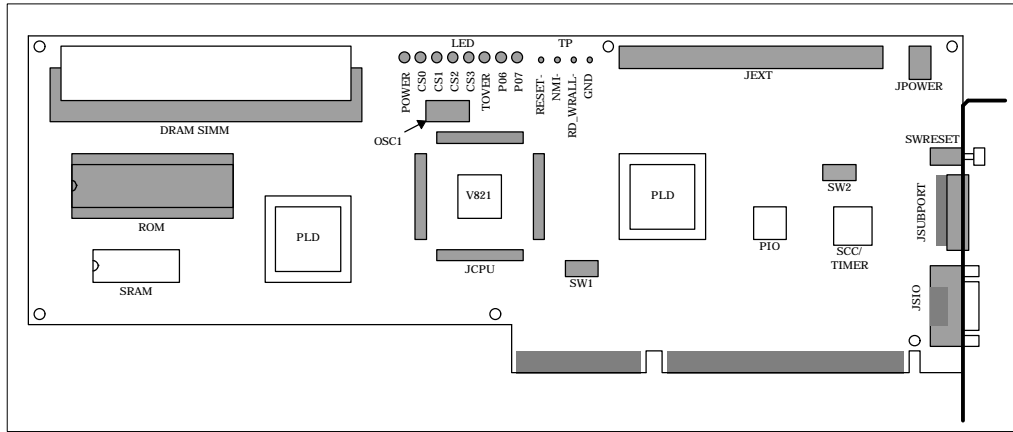 LED
TP
POWER
CS0
CS1
CS2
CS3
TOVER
P06
P07
RESET-
NMI-
RD_WRALL-
GND
JEXT
JPOWER
DRAM SIMM
OSC1
SWRESET
V821
PLD
SW2
JSUBPORT
ROM
PLD
PIO
SCC/
TIMER
JCPU
SW1
SRAM
JSIO